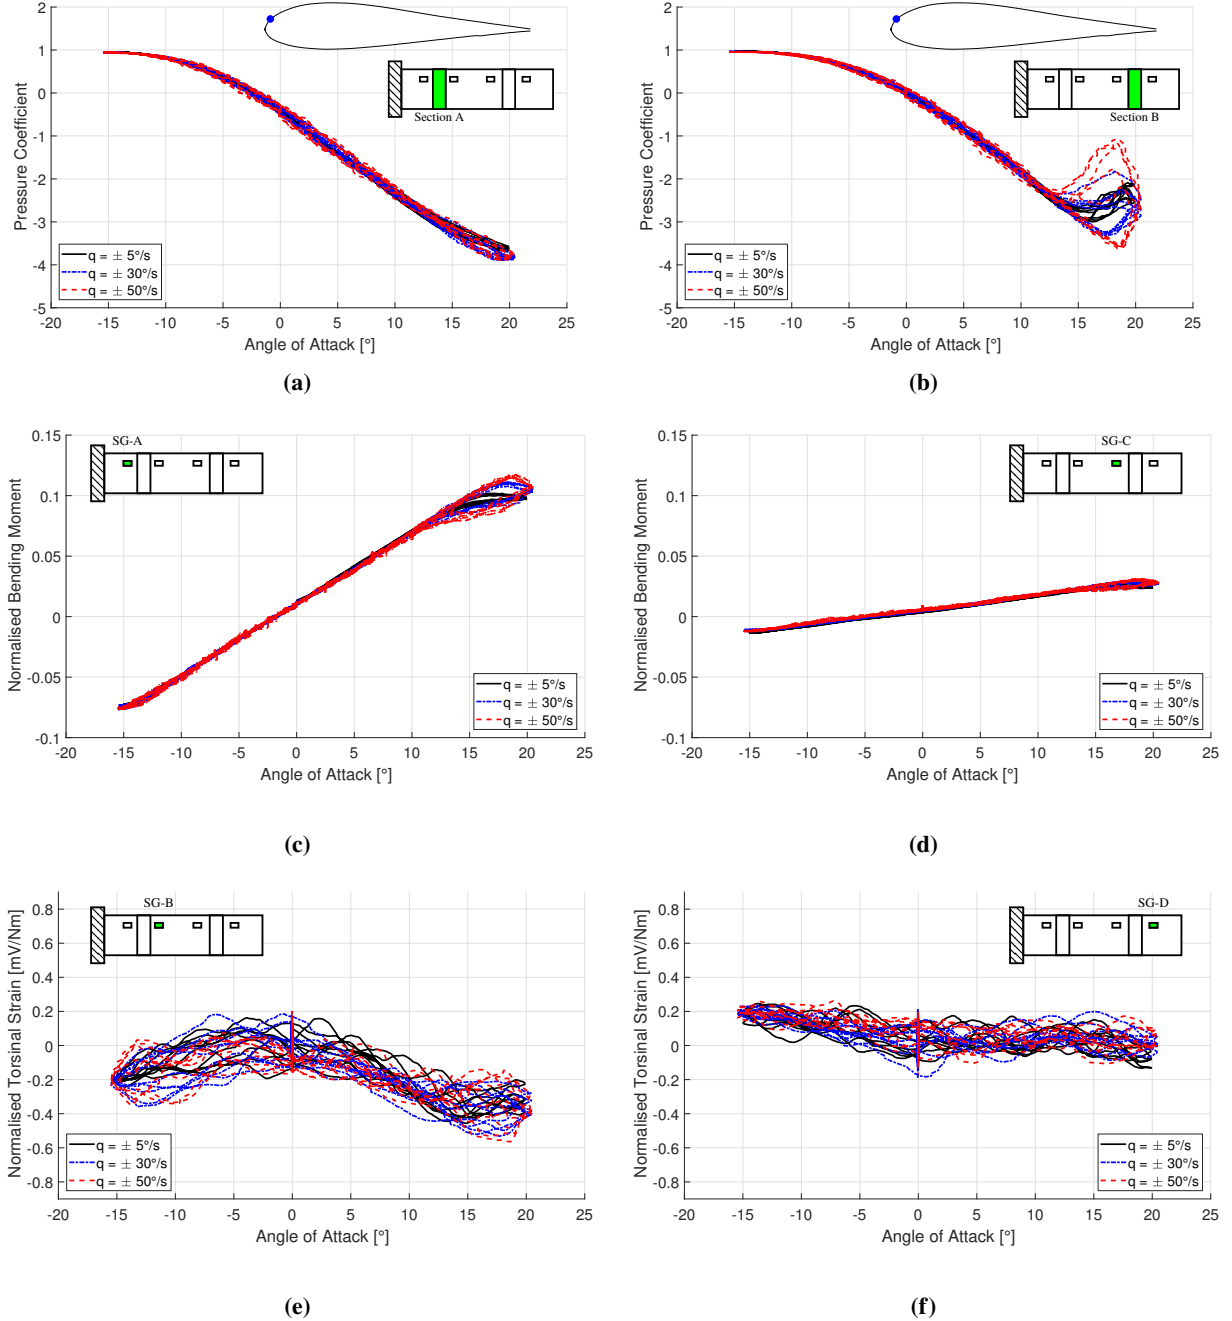 2
1
0
-1
-2
-3
-4
-5
Pressure Coefficient
Section A
q = ± 5°/s
q = ± 30°/s
q = ± 50°/s
-20 -15 -10 -5 0 5 10 15 20 25
Angle of Attack [°]
(a)
2
1
0
-1
-2
-3
-4
-5
Pressure Coefficient
Section B
q = ± 5°/s
q = ± 30°/s
q = ± 50°/s
-20 -15 -10 -5 0 5 10 15 20 25
Angle of Attack [°]
(b)
0.15
0.1
0.05
0
-0.05
-0.1
Normalised Bending Moment
SG-A
q = ± 5°/s
q = ± 30°/s
q = ± 50°/s
-20 -15 -10 -5 0 5 10 15 20 25
Angle of Attack [°]
(c)
0.15
0.1
0.05
0
-0.05
-0.1
Normalised Bending Moment
SG-C
q = ± 5°/s
q = ± 30°/s
q = ± 50°/s
-20 -15 -10 -5 0 5 10 15 20 25
Angle of Attack [°]
(d)
0.8
0.6
0.4
0.2
0
-0.2
-0.4
-0.6
-0.8
Normalised Torsinal Strain [mV/Nm]
SG-B
q = ± 5°/s
q = ± 30°/s
q = ± 50°/s
-20 -15 -10 -5 0 5 10 15 20 25
Angle of Attack [°]
(e)
0.8
0.6
0.4
0.2
0
-0.2
-0.4
-0.6
-0.8
Normalised Torsinal Strain [mV/Nm]
SG-D
q = ± 5°/s
q = ± 30°/s
q = ± 50°/s
-20 -15 -10 -5 0 5 10 15 20 25
Angle of Attack [°]
(f)